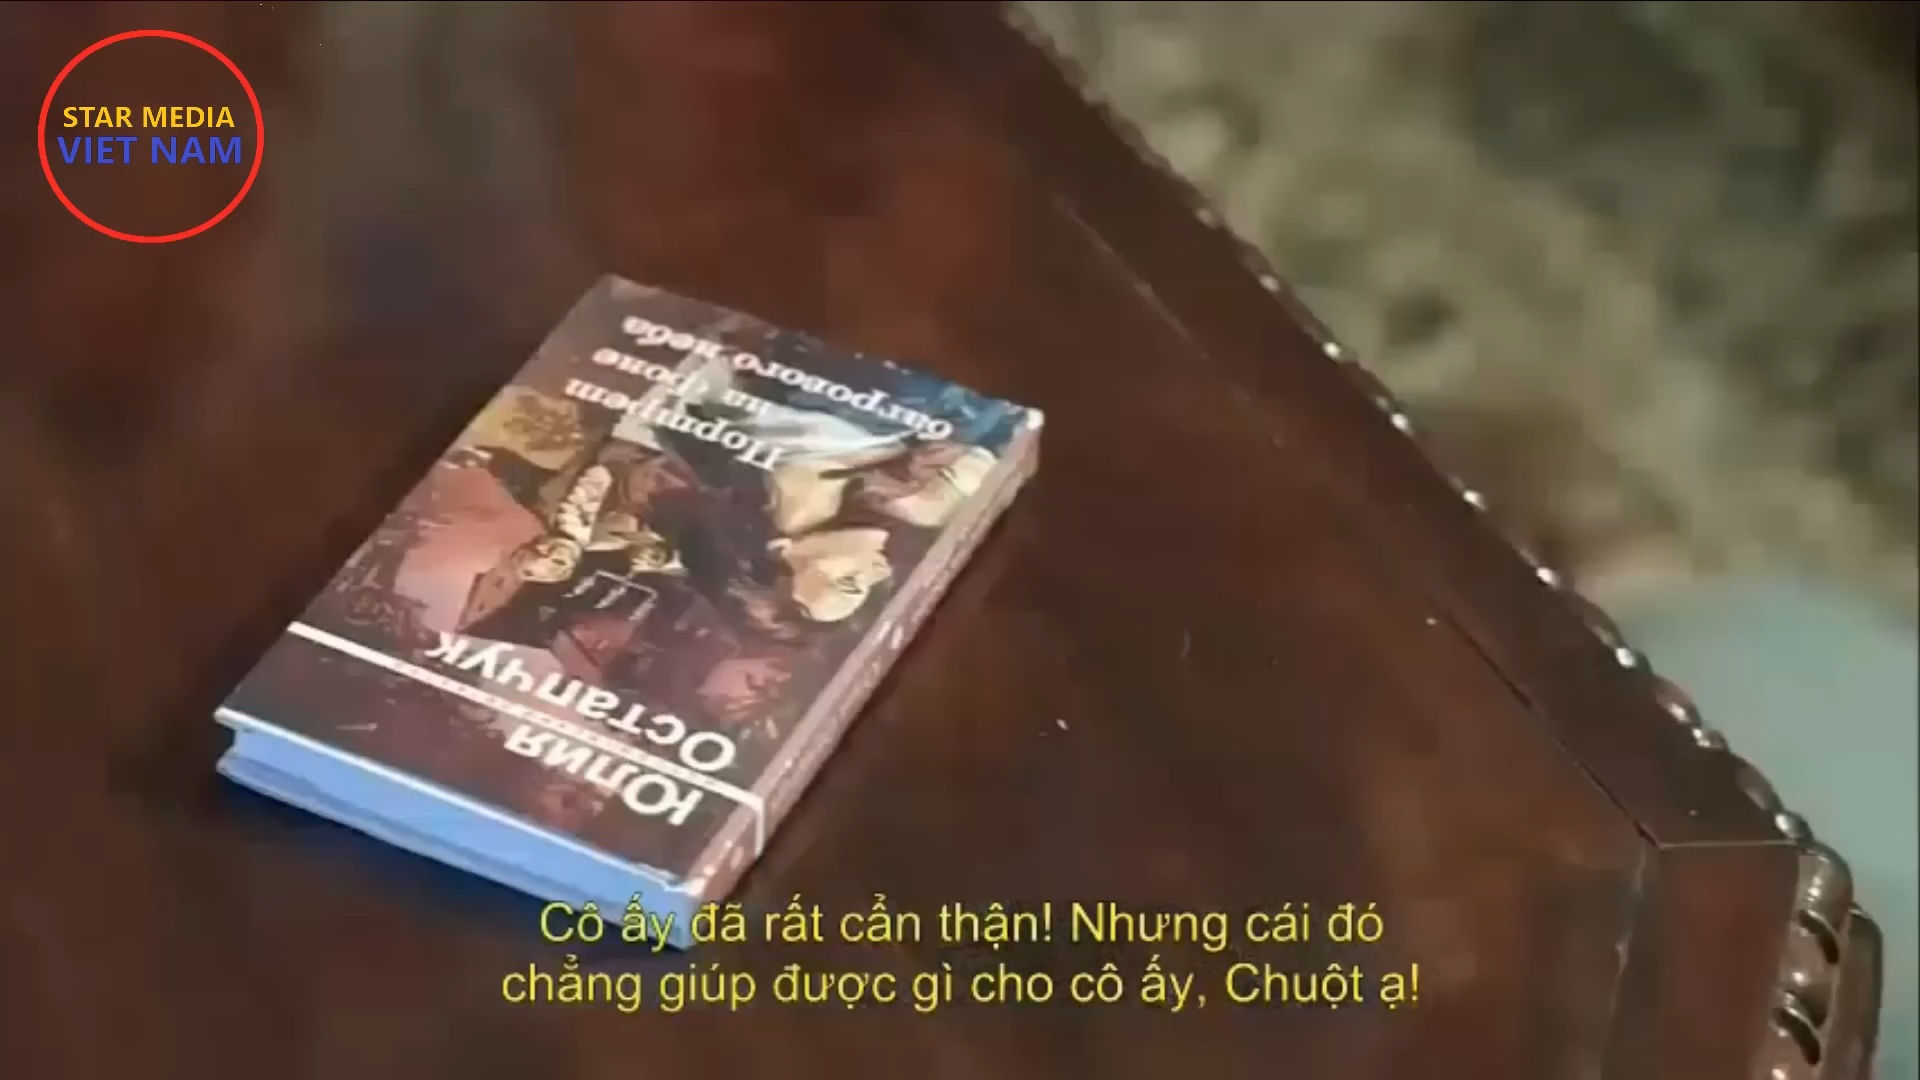 STAR MEDIA
VIET NAM
Юлия
Остапчук
Портрет
на фоне
багрового неба
Cô ấy đã rất cẩn thận! Nhưng cái đó
chẳng giúp được gì cho cô ấy, Chuột ạ!